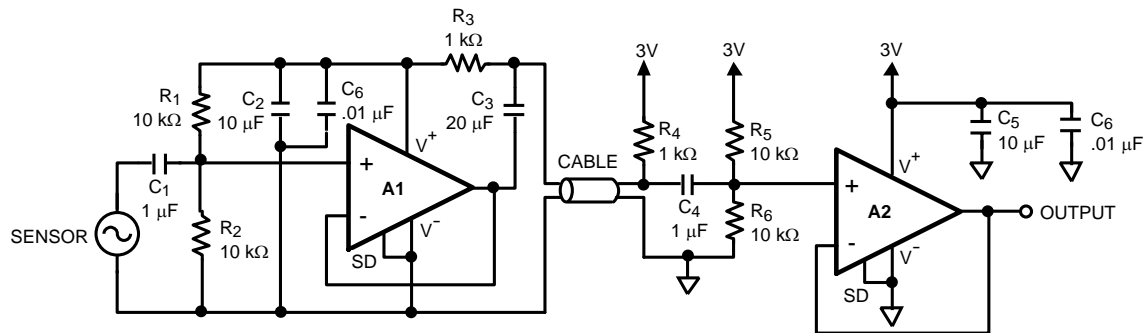 R3
1 kΩ
3V
3V
3V
R1
10 kΩ
C2
10 µF
C6
.01 µF
C3
20 µF
V+
+
A1
-
V−
SD
C1
1 µF
SENSOR
R2
10 kΩ
CABLE
R4
1 kΩ
R5
10 kΩ
C4
1 µF
R6
10 kΩ
V+
+
A2
-
V−
SD
C5
10 µF
C6
.01 µF
OUTPUT